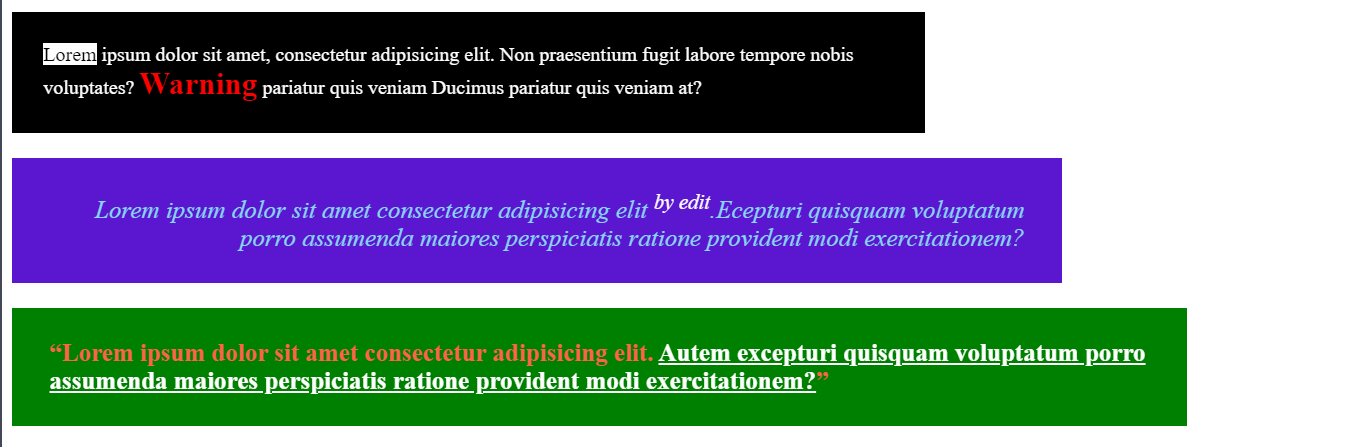 Lorem ipsum dolor sit amet, consectetur adipisicing elit. Non praesentium fugit labore tempore nobis
voluptates? Warning pariatur quis veniam Ducimus pariatur quis veniam at?
Lorem ipsum dolor sit amet consectetur adipisicing elit by edit.Ecepturi quisquam voluptatum
porro assumenda maiores perspiciatis ratione provident modi exercitationem?
“Lorem ipsum dolor sit amet consectetur adipisicing elit. Autem excepturi quisquam voluptatum porro
assumenda maiores perspiciatis ratione provident modi exercitationem?”